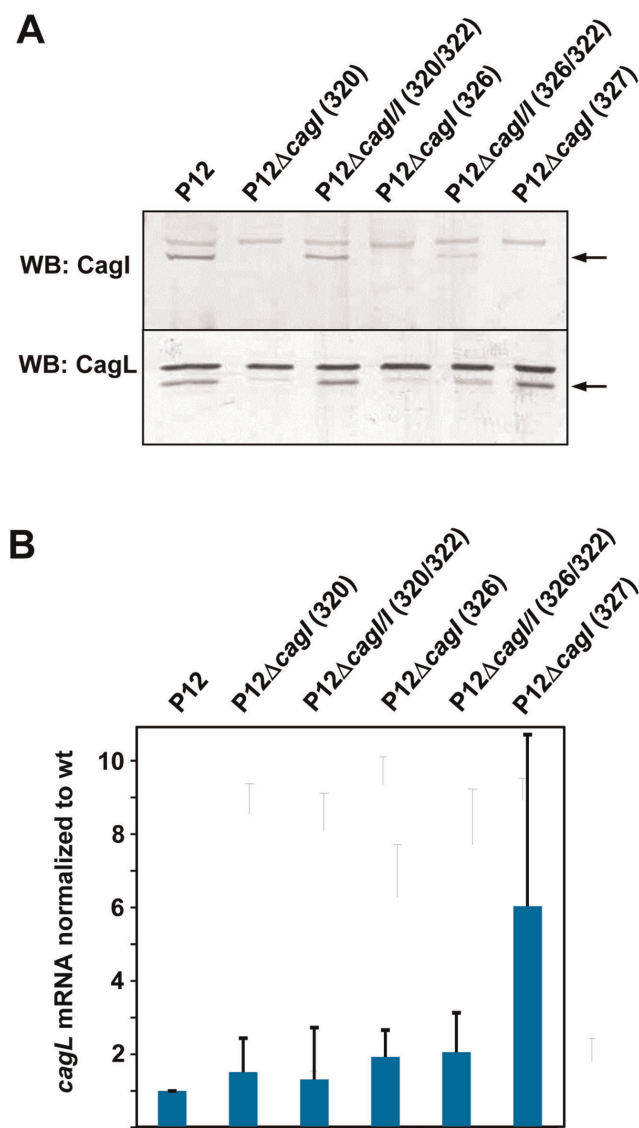 A
P12
P12ΔcagI (320)
P12ΔcagI/I (320/322)
P12ΔcagI (326)
P12ΔcagI/I (326/322)
P12ΔcagI (327)
WB: CagI
WB: CagL
B
P12
P12ΔcagI (320)
P12ΔcagI/I (320/322)
P12ΔcagI (326)
P12ΔcagI/I (326/322)
P12ΔcagI (327)
cagL mRNA normalized to wt
10
8
6
4
2